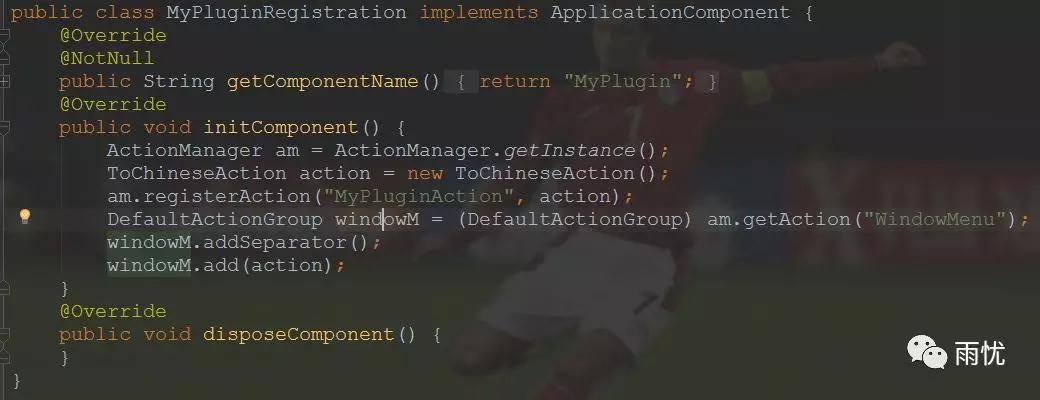 public class MyPluginRegistration implements ApplicationComponent {
    @Override
    @NotNull
    public String getComponentName() { return "MyPlugin"; }
    @Override
    public void initComponent() {
        ActionManager am = ActionManager.getInstance();
        ToChineseAction action = new ToChineseAction();
        am.registerAction("MyPluginAction", action);
        DefaultActionGroup windowM = (DefaultActionGroup) am.getAction("WindowMenu");
        windowM.addSeparator();
        windowM.add(action);
    }
    @Override
    public void disposeComponent() {
    }
}
雨忧